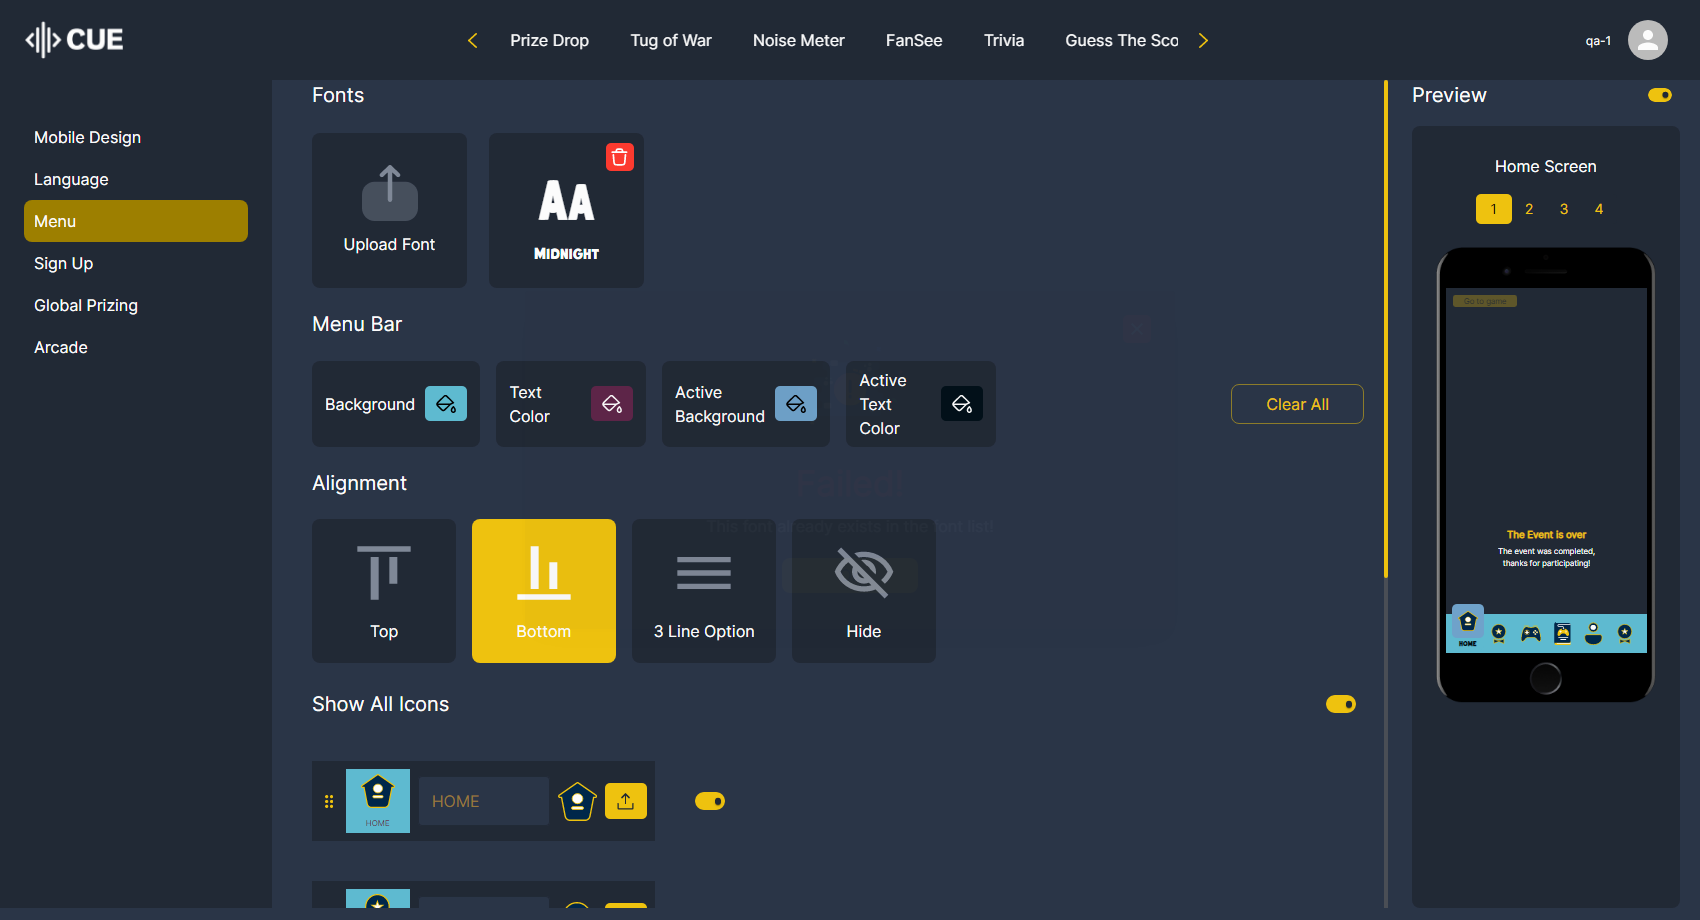 CUE
Prize Drop
Tug of War
Noise Meter
FanSee
Trivia
Guess The Sco
qa-1
Mobile Design
Language
Menu
Sign Up
Global Prizing
Arcade
Fonts
Upload Font
AA
MIDNIGHT
Menu Bar
Background
Text
Color
Active
Background
Active
Text
Color
Clear All
Failed!
This font already exists in the font list!
Alignment
Top
Bottom
3 Line Option
Hide
Show All Icons
HOME
HOME
Preview
Home Screen
1
2
3
4
Go to game
The Event is over
The event was completed,
thanks for participating!
HOME